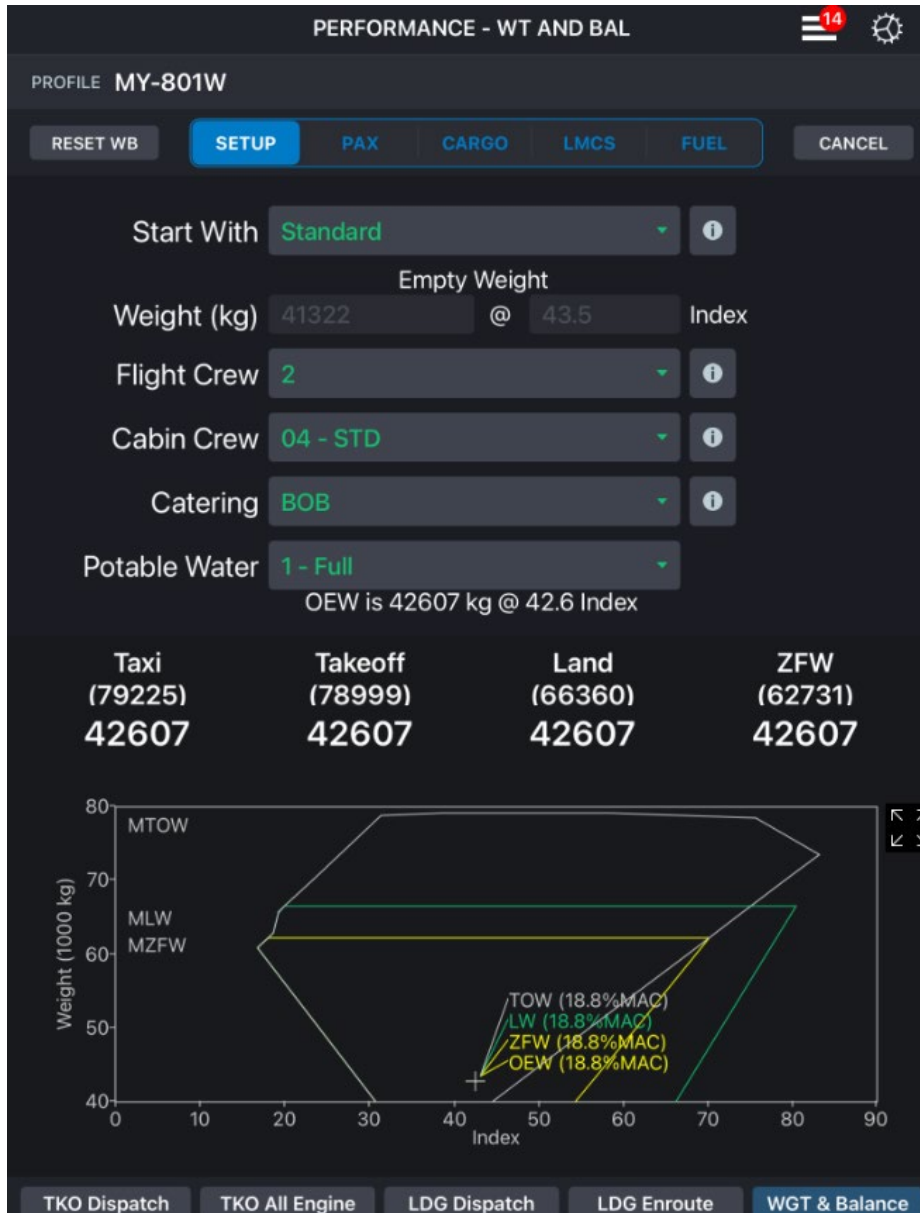 PERFORMANCE - WT AND BAL
14
PROFILE MY-801W
RESET WB SETUP PAX CARGO LMCS FUEL CANCEL
Start With Standard
Empty Weight
Weight (kg) 41322 @ 43.5 Index
Flight Crew 2
Cabin Crew 04 - STD
Catering BOB
Potable Water 1 - Full
OEW is 42607 kg @ 42.6 Index
Taxi Takeoff Land ZFW
(79225) (78999) (66360) (62731)
42607 42607 42607 42607
80
MTOW
70
MLW
MZFW
60
Weight (1000 kg)
TOW (18.8%MAC)
LW (18.8%MAC)
50
ZFW (18.8%MAC)
OEW (18.8%MAC)
40
0 10 20 30 40 50 60 70 80 90
Index
TKO Dispatch TKO All Engine LDG Dispatch LDG Enroute WGT & Balance